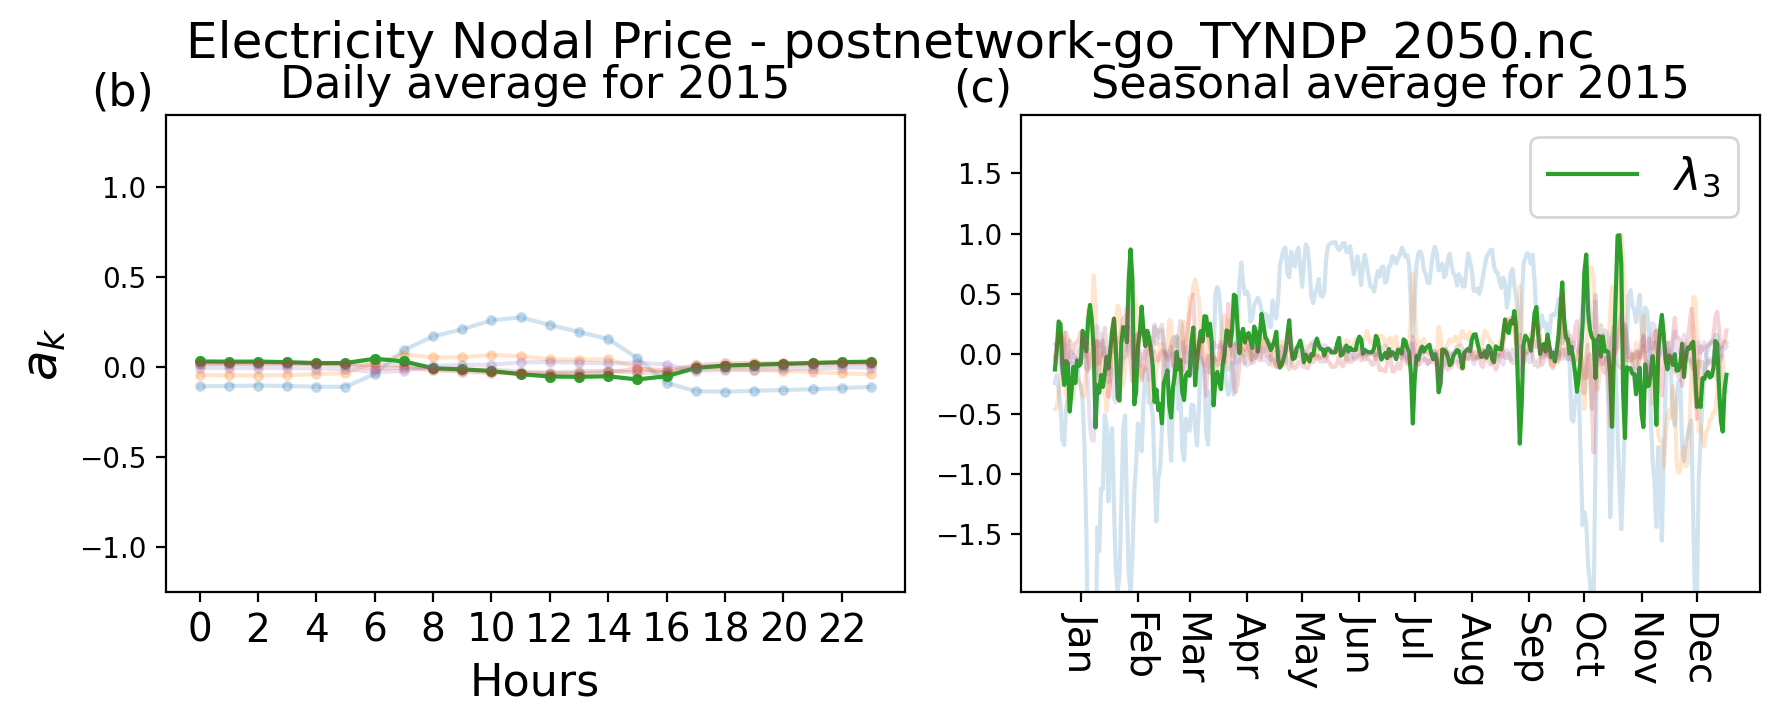 Electricity Nodal Price - postnetwork-go_TYNDP_2050.nc
(b) Daily average for 2015
(c) Seasonal average for 2015
a_k
1.0
0.5
0.0
−0.5
−1.0
0 2 4 6 8 10 12 14 16 18 20 22
Hours
λ_3
1.5
1.0
0.5
0.0
−0.5
−1.0
−1.5
Jan Feb Mar Apr May Jun Jul Aug Sep Oct Nov Dec